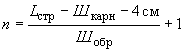 n = (Lстр − Шкарн − 4 см) / Шобр + 1